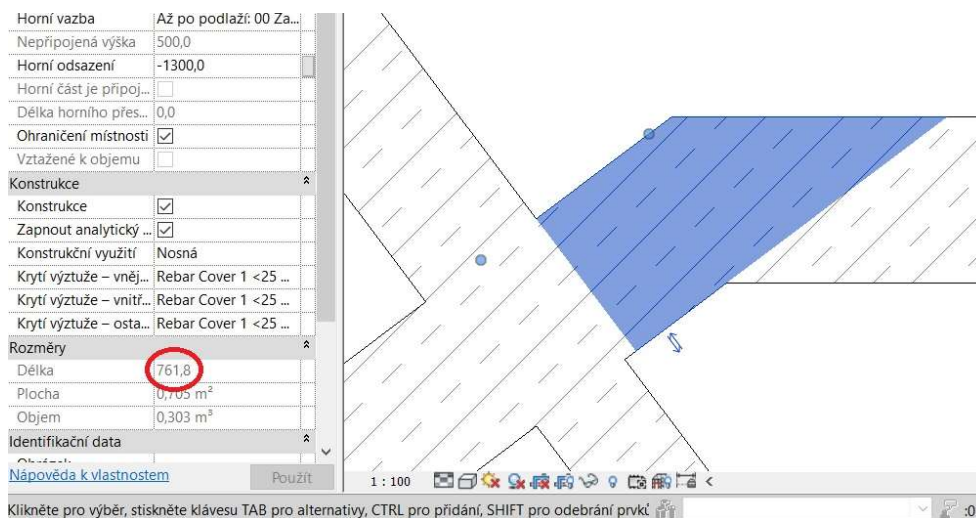 Horní vazba Až po podlaží: 00 Za...
Nepřipojená výška 500,0
Horní odsazení -1300,0
Horní část je připoj...
Délka horního přes... 0,0
Ohraničení místnosti
Vztažené k objemu
Konstrukce
Konstrukce
Zapnout analytický ...
Konstrukční využití Nosná
Krytí výztuže – vněj... Rebar Cover 1 <25 ...
Krytí výztuže – vnitř... Rebar Cover 1 <25 ...
Krytí výztuže – osta... Rebar Cover 1 <25 ...
Rozměry
Délka 761,8
Plocha 0,705 m²
Objem 0,303 m³
Identifikační data
Nápověda k vlastnostem Použít
1 : 100
Klikněte pro výběr, stiskněte klávesu TAB pro alternativy, CTRL pro přidání, SHIFT pro odebrání prvků :0